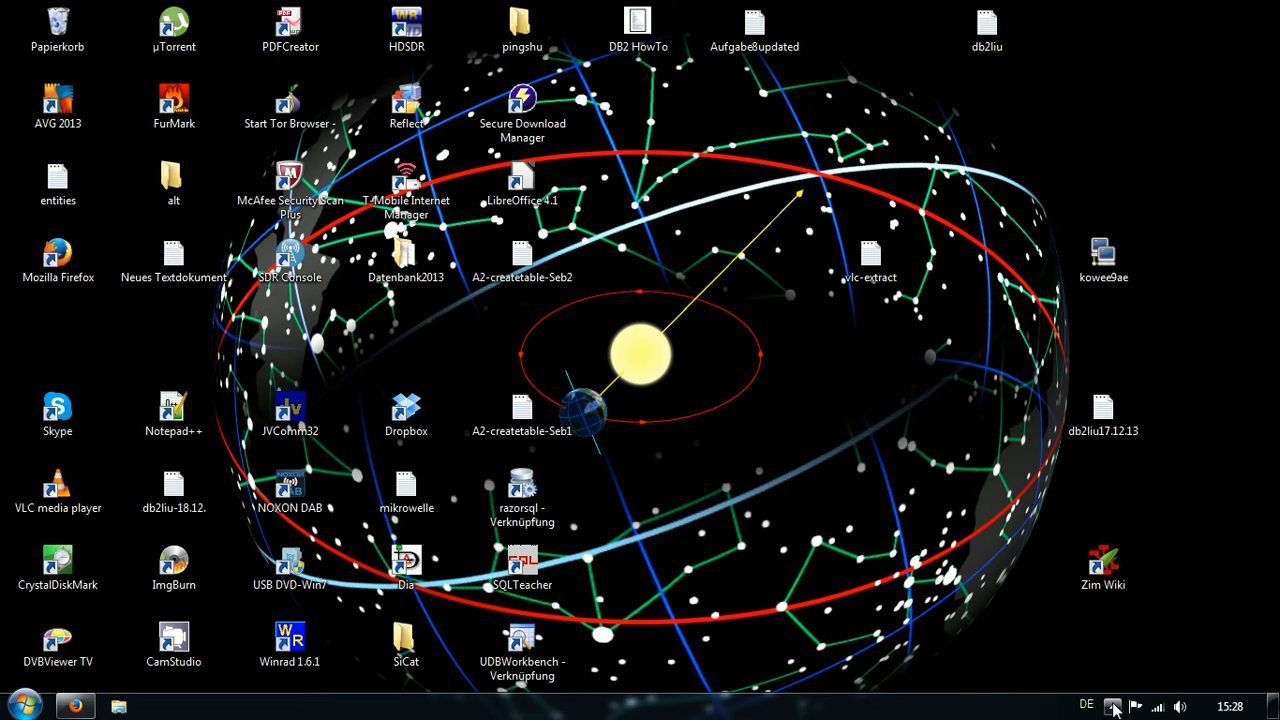 Papierkorb
µTorrent
PDFCreator
HDSDR
pingshu
DB2 HowTo
Aufgabe8updated
db2liu
AVG 2013
FurMark
Start Tor Browser -
Reflect
Secure Download
Manager
entities
alt
McAfee Security Scan
Plus
T-Mobile Internet
Manager
LibreOffice 4.1
Mozilla Firefox
Neues Textdokument
SDR Console
Datenbank2013
A2-createtable-Seb2
vlc-extract
kowee9ae
Skype
Notepad++
JVComm32
Dropbox
A2-createtable-Seb1
db2liu17.12.13
VLC media player
db2liu-18.12.
NOXON DAB
mikrowelle
razorsql -
Verknüpfung
CrystalDiskMark
ImgBurn
USB DVD-Win7
Dia
SQLTeacher
Zim Wiki
DVBViewer TV
CamStudio
Winrad 1.6.1
SiCat
UDBWorkbench -
Verknüpfung
DE
15:28